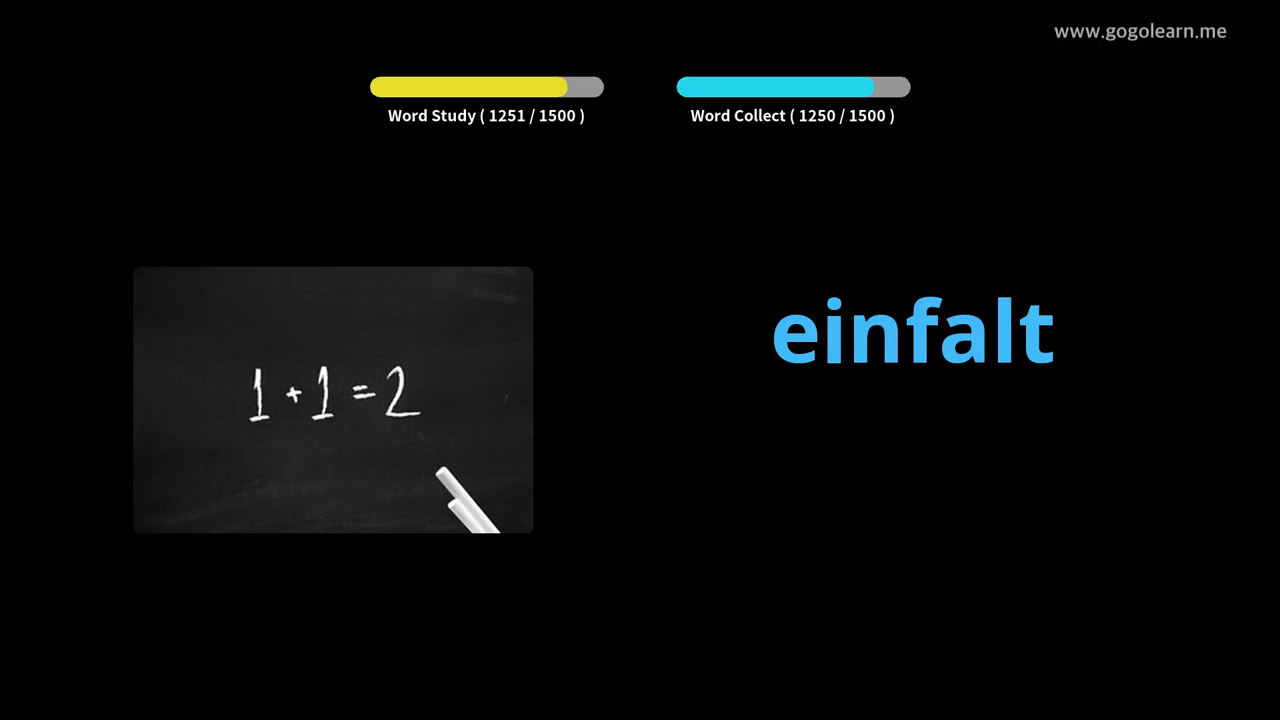 www.gogolearn.me
Word Study ( 1251 / 1500 )
Word Collect ( 1250 / 1500 )
einfalt
1 + 1 = 2